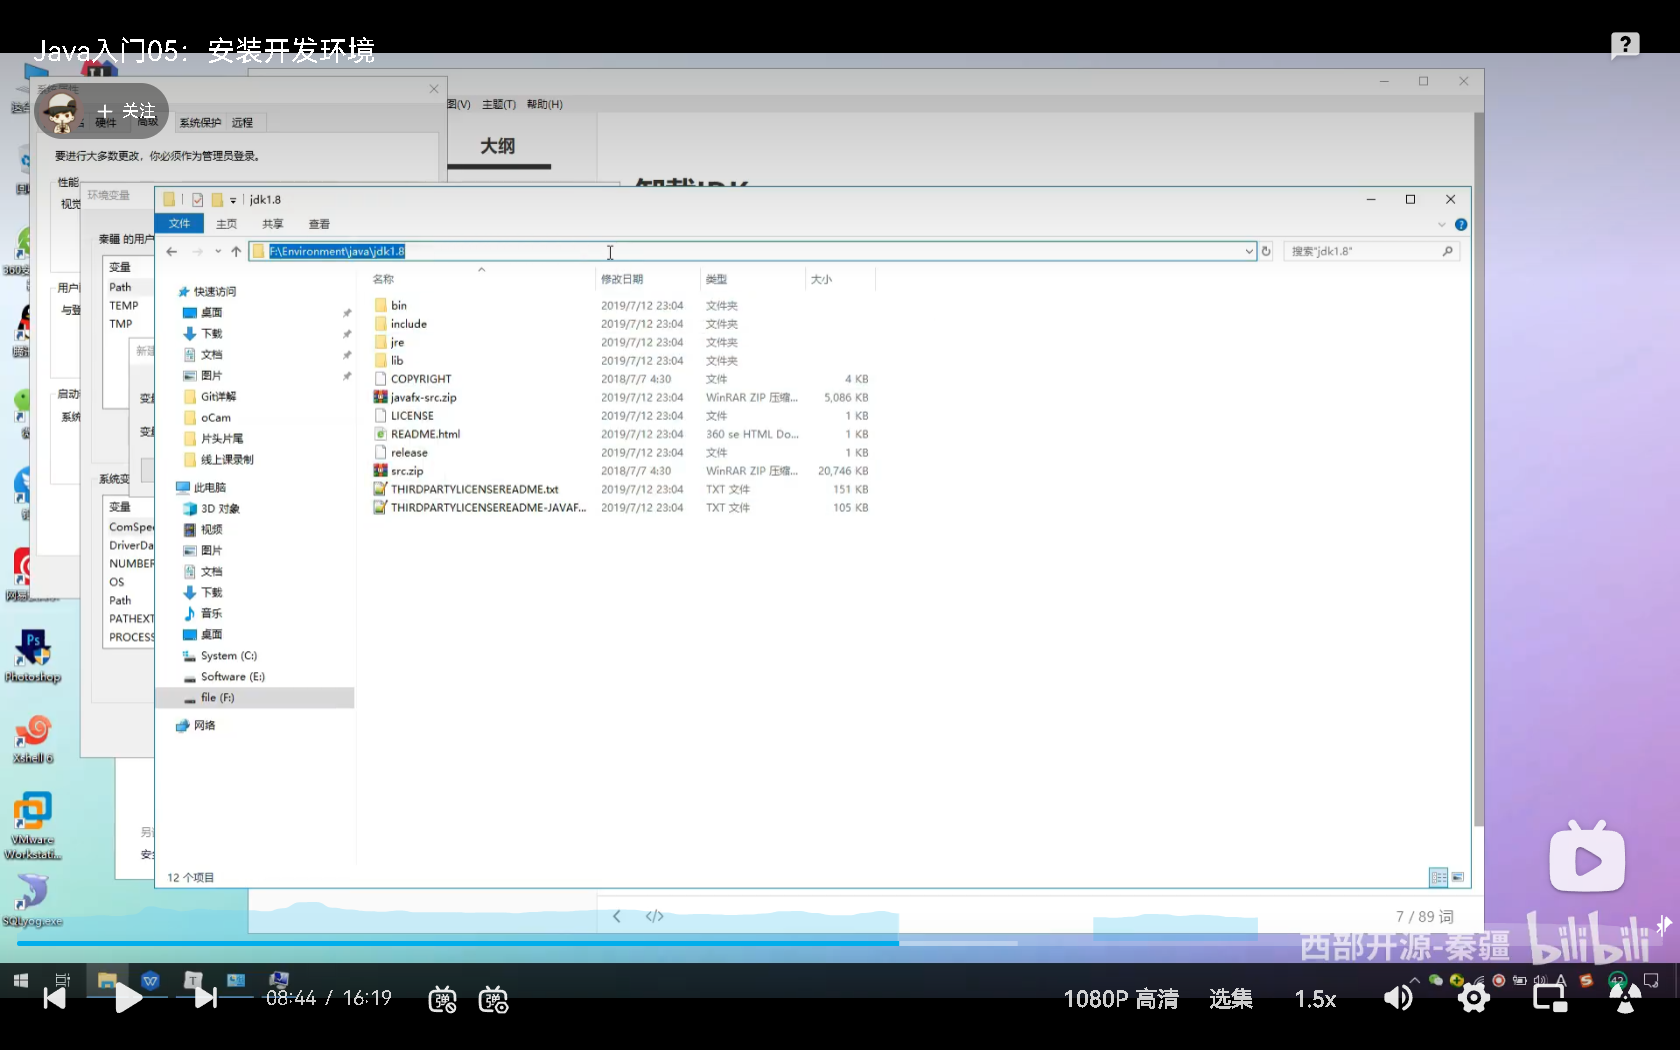 Java入门05：安装开发环境
+ 关注
硬件
高级
系统保护
远程
要进行大多数更改，你必须作为管理员登录。
性能
视觉
图(V)
主题(T)
帮助(H)
大纲
卸载JDK
环境变量
变量
Path
TEMP
TMP
系统变
变量
ComSpec
DriverDa
NUMBER
OS
Path
PATHEXT
PROCESS
jdk1.8
文件
主页
共享
查看
F:\Environment\java\jdk1.8
搜索"jdk1.8"
快速访问
桌面
下载
文档
图片
Git详解
oCam
片头片尾
线上课录制
此电脑
3D 对象
视频
图片
文档
下载
音乐
桌面
System (C:)
Software (E:)
file (F:)
网络
名称 修改日期 类型 大小
bin 2019/7/12 23:04 文件夹
include 2019/7/12 23:04 文件夹
jre 2019/7/12 23:04 文件夹
lib 2019/7/12 23:04 文件夹
COPYRIGHT 2018/7/7 4:30 文件 4 KB
javafx-src.zip 2019/7/12 23:04 WinRAR ZIP 压缩... 5,086 KB
LICENSE 2019/7/12 23:04 文件 1 KB
README.html 2019/7/12 23:04 360 se HTML Do... 1 KB
release 2019/7/12 23:04 文件 1 KB
src.zip 2018/7/7 4:30 WinRAR ZIP 压缩... 20,746 KB
THIRDPARTYLICENSEREADME.txt 2019/7/12 23:04 TXT 文件 151 KB
THIRDPARTYLICENSEREADME-JAVAF... 2019/7/12 23:04 TXT 文件 105 KB
12 个项目
Photoshop
Xshell 6
VMware
Workstati...
SQLyog.exe
</>
7 / 89 词
西部开源-秦疆
bilibili
08:44 / 16:19
1080P 高清
选集
1.5x